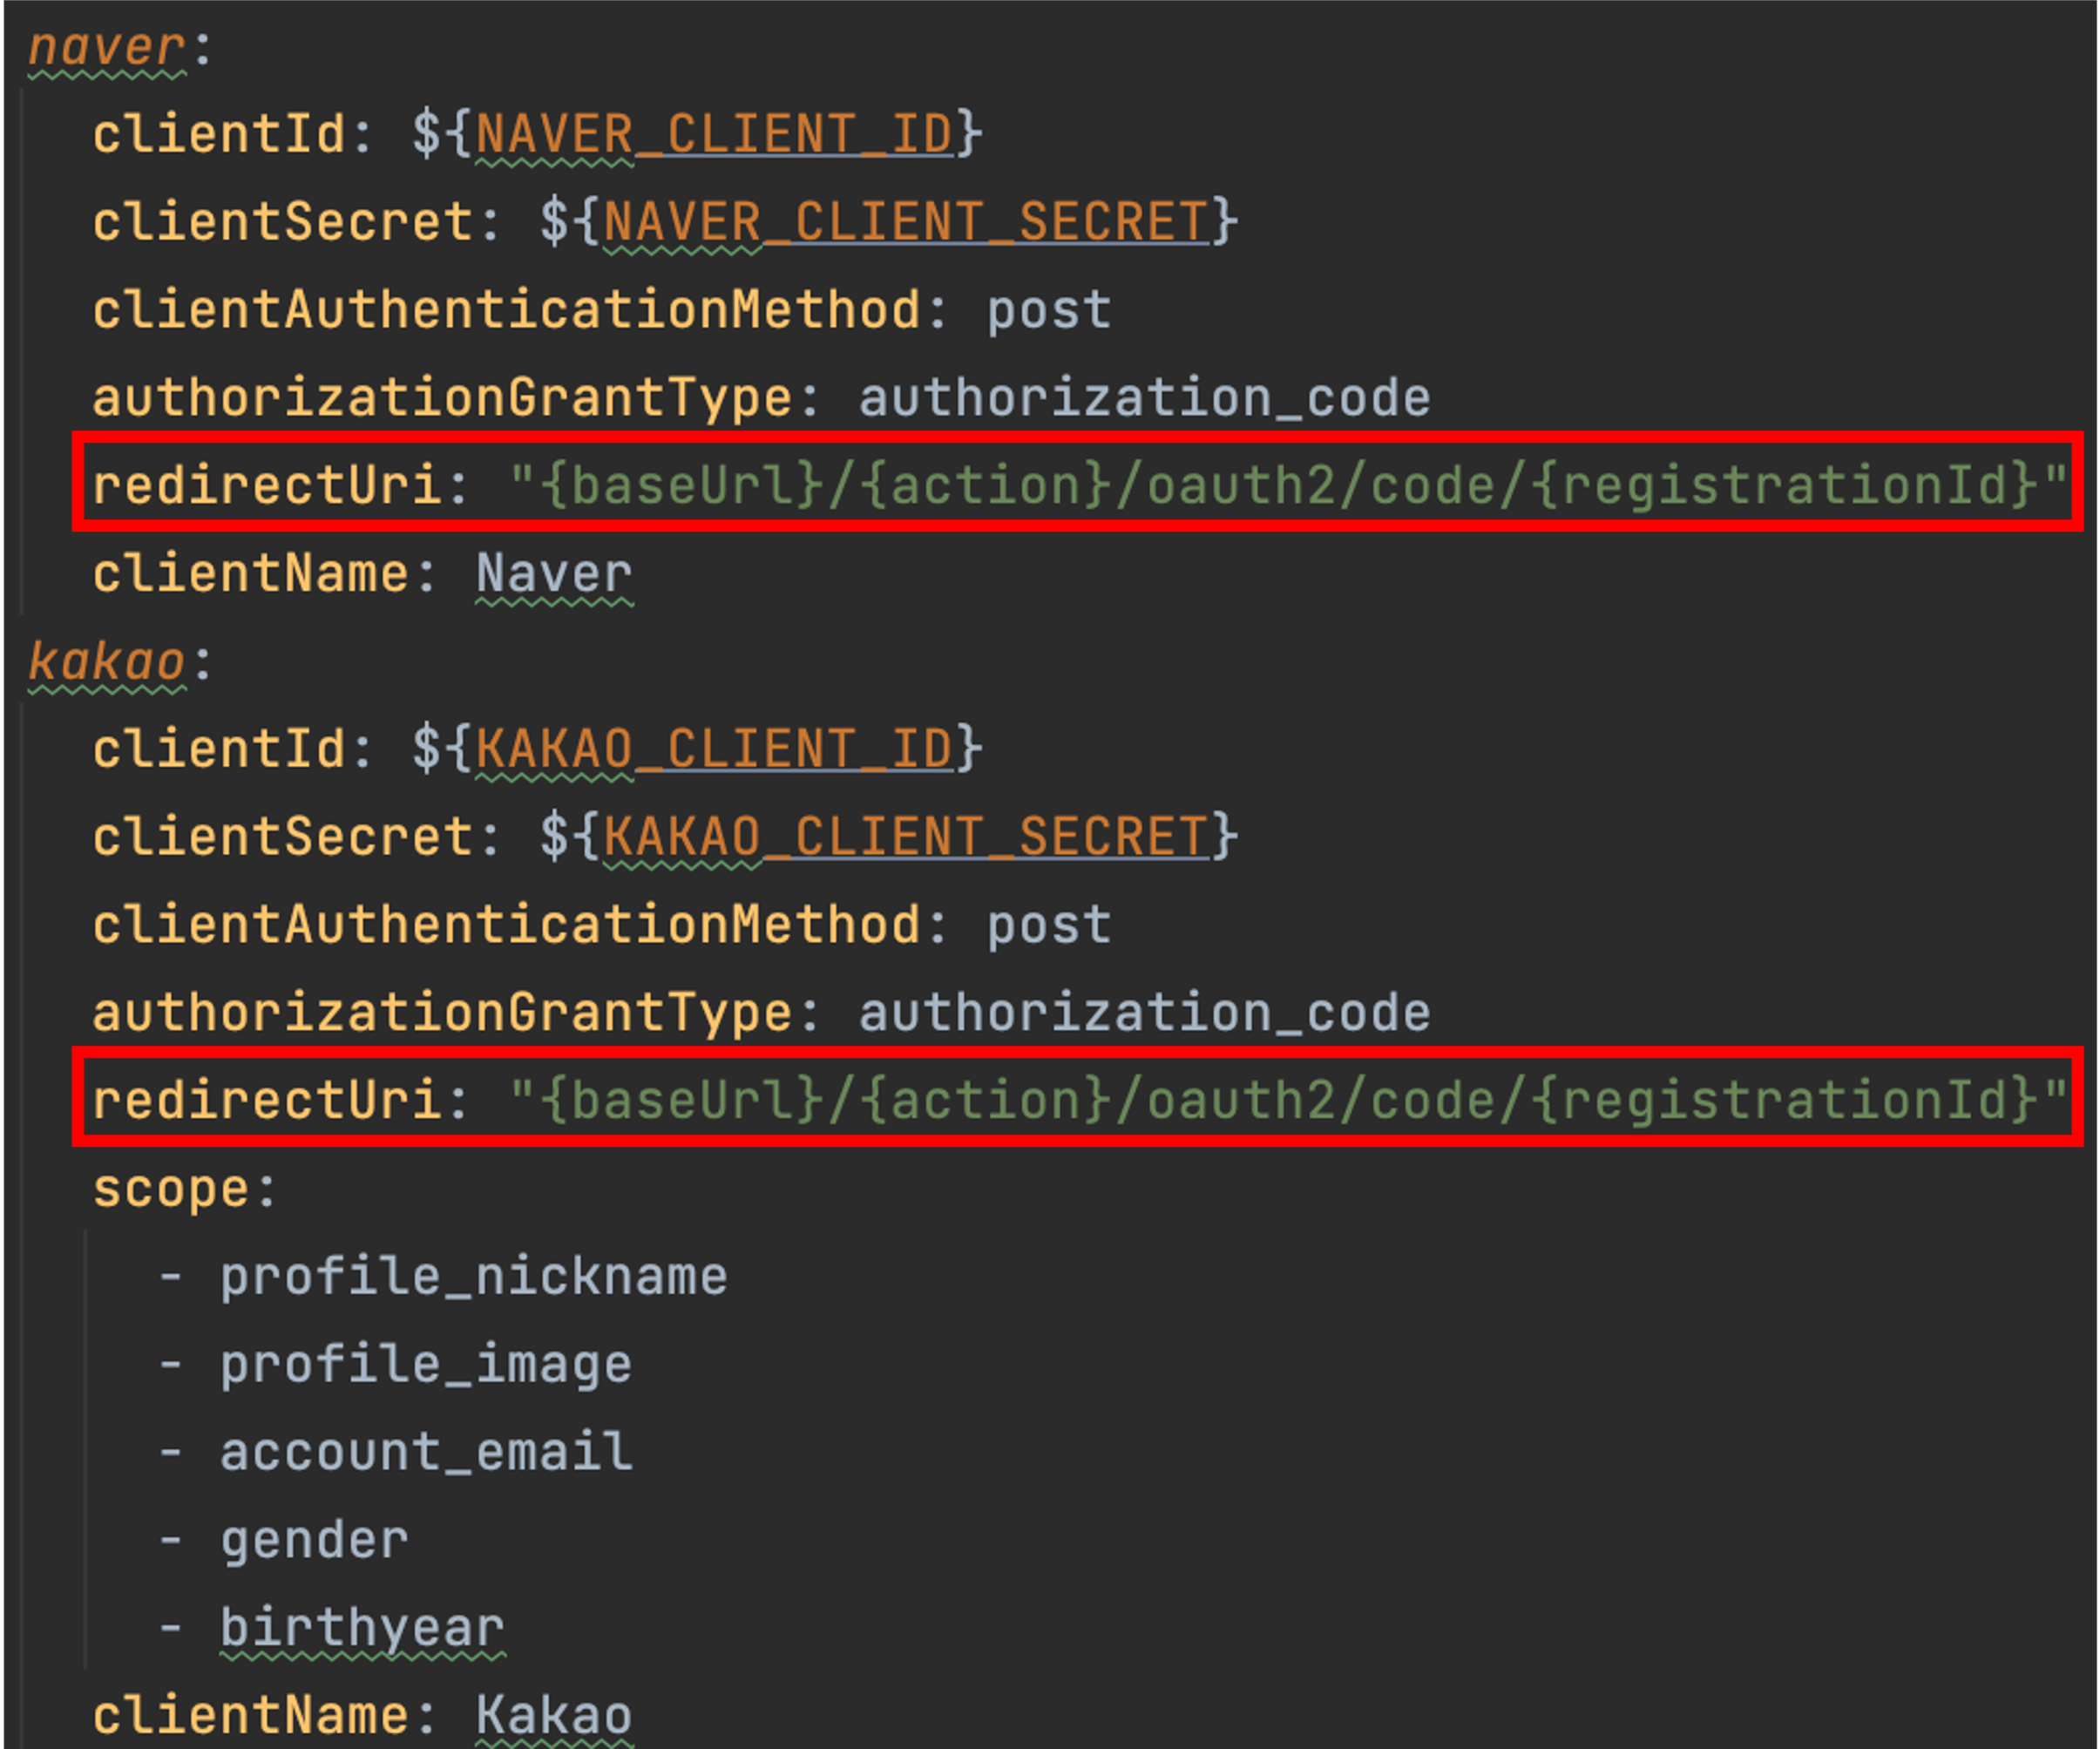 naver:
clientId: ${NAVER_CLIENT_ID}
clientSecret: ${NAVER_CLIENT_SECRET}
clientAuthenticationMethod: post
authorizationGrantType: authorization_code
redirectUri: "{baseUrl}/{action}/oauth2/code/{registrationId}"
clientName: Naver
kakao:
clientId: ${KAKAO_CLIENT_ID}
clientSecret: ${KAKAO_CLIENT_SECRET}
clientAuthenticationMethod: post
authorizationGrantType: authorization_code
redirectUri: "{baseUrl}/{action}/oauth2/code/{registrationId}"
scope:
- profile_nickname
- profile_image
- account_email
- gender
- birthyear
clientName: Kakao